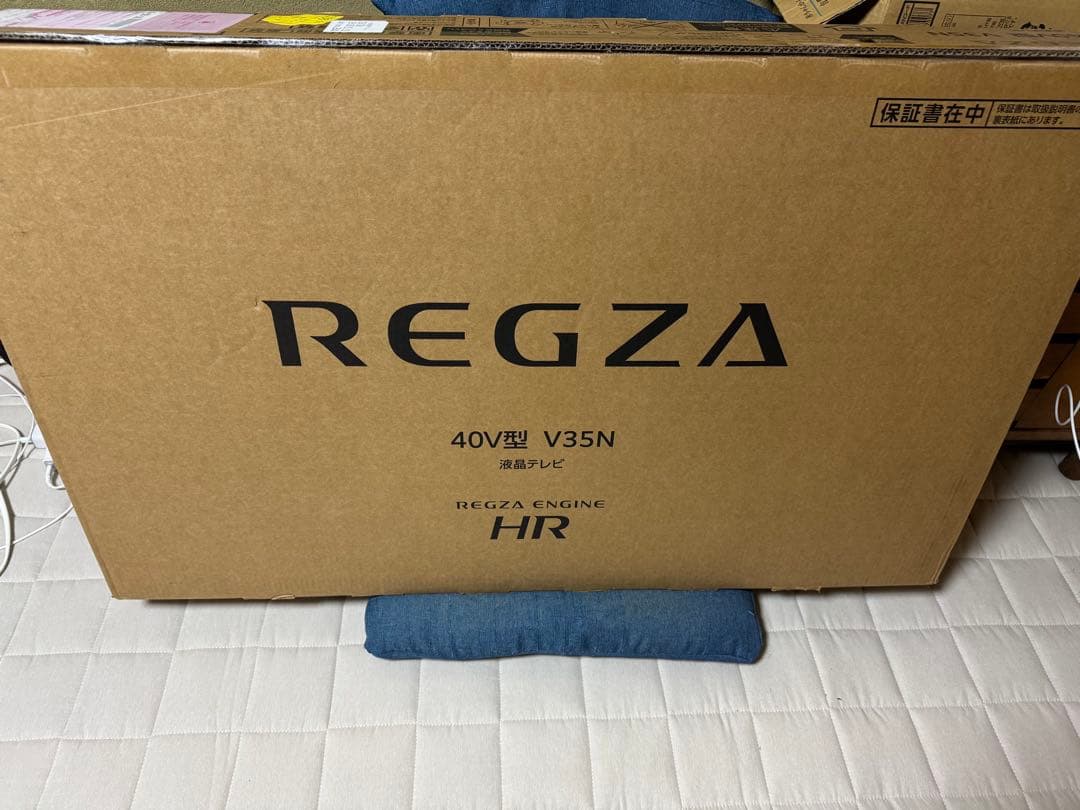 保証書在中
保証書は取扱説明書の
裏表紙にあります。
REGZA
40V型 V35N
液晶テレビ
REGZA ENGINE
HR